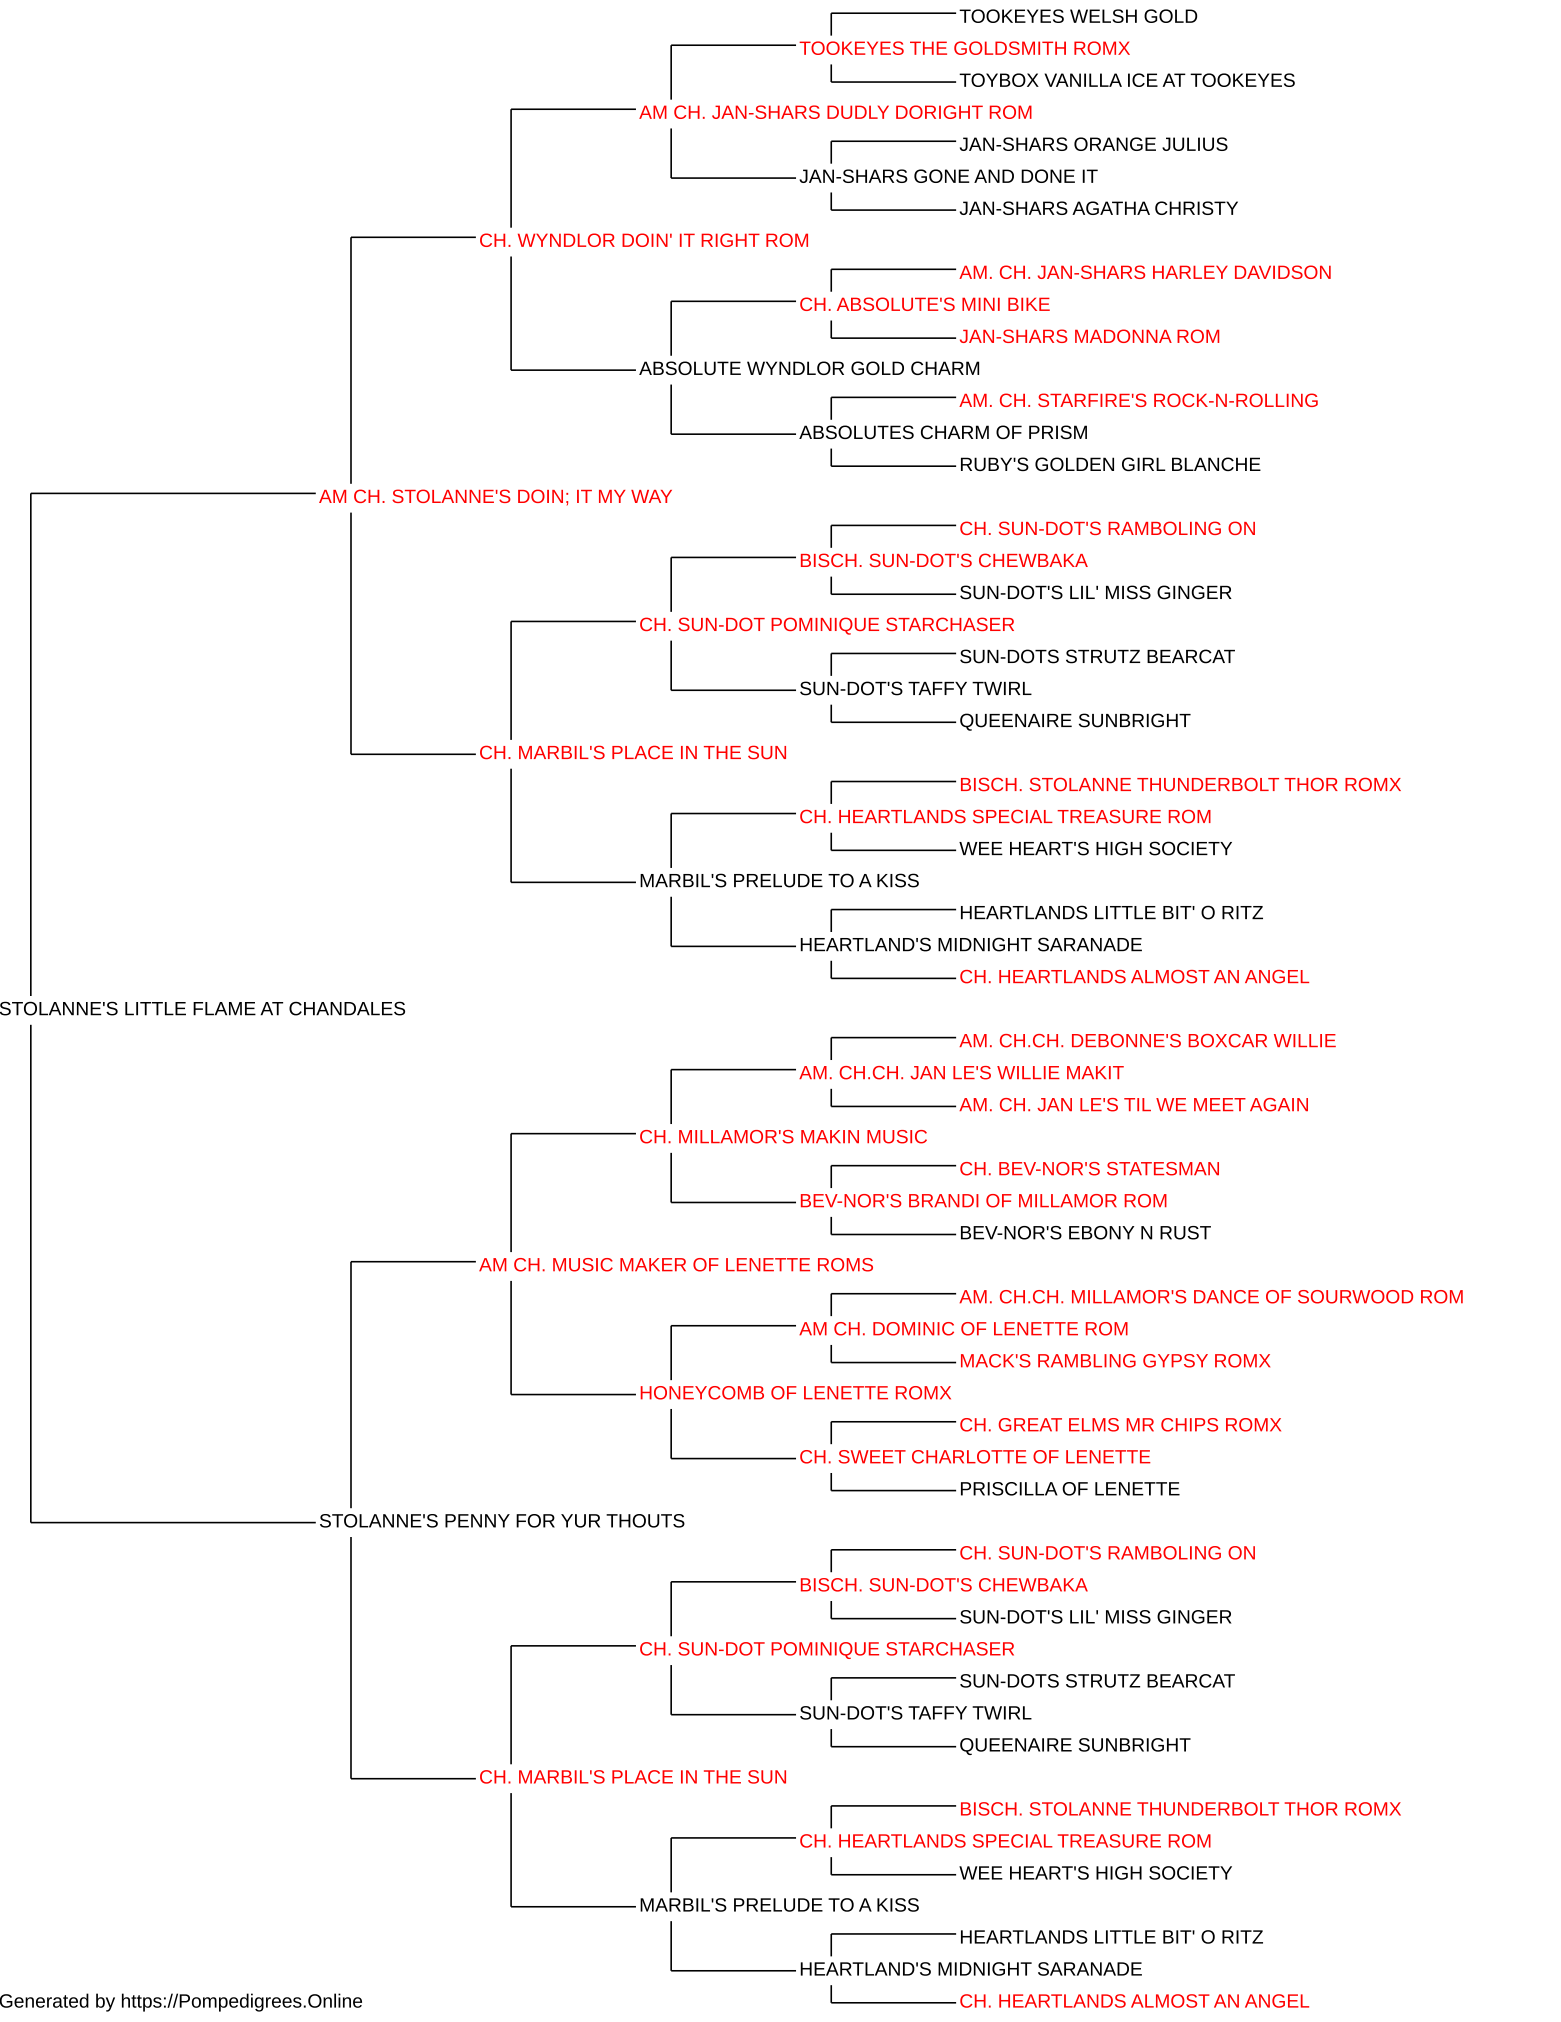 TOOKEYES WELSH GOLD
TOOKEYES THE GOLDSMITH ROMX
TOYBOX VANILLA ICE AT TOOKEYES
AM CH. JAN-SHARS DUDLY DORIGHT ROM
JAN-SHARS ORANGE JULIUS
JAN-SHARS GONE AND DONE IT
JAN-SHARS AGATHA CHRISTY
CH. WYNDLOR DOIN' IT RIGHT ROM
AM. CH. JAN-SHARS HARLEY DAVIDSON
CH. ABSOLUTE'S MINI BIKE
JAN-SHARS MADONNA ROM
ABSOLUTE WYNDLOR GOLD CHARM
AM. CH. STARFIRE'S ROCK-N-ROLLING
ABSOLUTES CHARM OF PRISM
RUBY'S GOLDEN GIRL BLANCHE
AM CH. STOLANNE'S DOIN; IT MY WAY
CH. SUN-DOT'S RAMBOLING ON
BISCH. SUN-DOT'S CHEWBAKA
SUN-DOT'S LIL' MISS GINGER
CH. SUN-DOT POMINIQUE STARCHASER
SUN-DOTS STRUTZ BEARCAT
SUN-DOT'S TAFFY TWIRL
QUEENAIRE SUNBRIGHT
CH. MARBIL'S PLACE IN THE SUN
BISCH. STOLANNE THUNDERBOLT THOR ROMX
CH. HEARTLANDS SPECIAL TREASURE ROM
WEE HEART'S HIGH SOCIETY
MARBIL'S PRELUDE TO A KISS
HEARTLANDS LITTLE BIT' O RITZ
HEARTLAND'S MIDNIGHT SARANADE
CH. HEARTLANDS ALMOST AN ANGEL
STOLANNE'S LITTLE FLAME AT CHANDALES
AM. CH.CH. DEBONNE'S BOXCAR WILLIE
AM. CH.CH. JAN LE'S WILLIE MAKIT
AM. CH. JAN LE'S TIL WE MEET AGAIN
CH. MILLAMOR'S MAKIN MUSIC
CH. BEV-NOR'S STATESMAN
BEV-NOR'S BRANDI OF MILLAMOR ROM
BEV-NOR'S EBONY N RUST
AM CH. MUSIC MAKER OF LENETTE ROMS
AM. CH.CH. MILLAMOR'S DANCE OF SOURWOOD ROM
AM CH. DOMINIC OF LENETTE ROM
MACK'S RAMBLING GYPSY ROMX
HONEYCOMB OF LENETTE ROMX
CH. GREAT ELMS MR CHIPS ROMX
CH. SWEET CHARLOTTE OF LENETTE
PRISCILLA OF LENETTE
STOLANNE'S PENNY FOR YUR THOUTS
CH. SUN-DOT'S RAMBOLING ON
BISCH. SUN-DOT'S CHEWBAKA
SUN-DOT'S LIL' MISS GINGER
CH. SUN-DOT POMINIQUE STARCHASER
SUN-DOTS STRUTZ BEARCAT
SUN-DOT'S TAFFY TWIRL
QUEENAIRE SUNBRIGHT
CH. MARBIL'S PLACE IN THE SUN
BISCH. STOLANNE THUNDERBOLT THOR ROMX
CH. HEARTLANDS SPECIAL TREASURE ROM
WEE HEART'S HIGH SOCIETY
MARBIL'S PRELUDE TO A KISS
HEARTLANDS LITTLE BIT' O RITZ
HEARTLAND'S MIDNIGHT SARANADE
CH. HEARTLANDS ALMOST AN ANGEL
Generated by https://Pompedigrees.Online